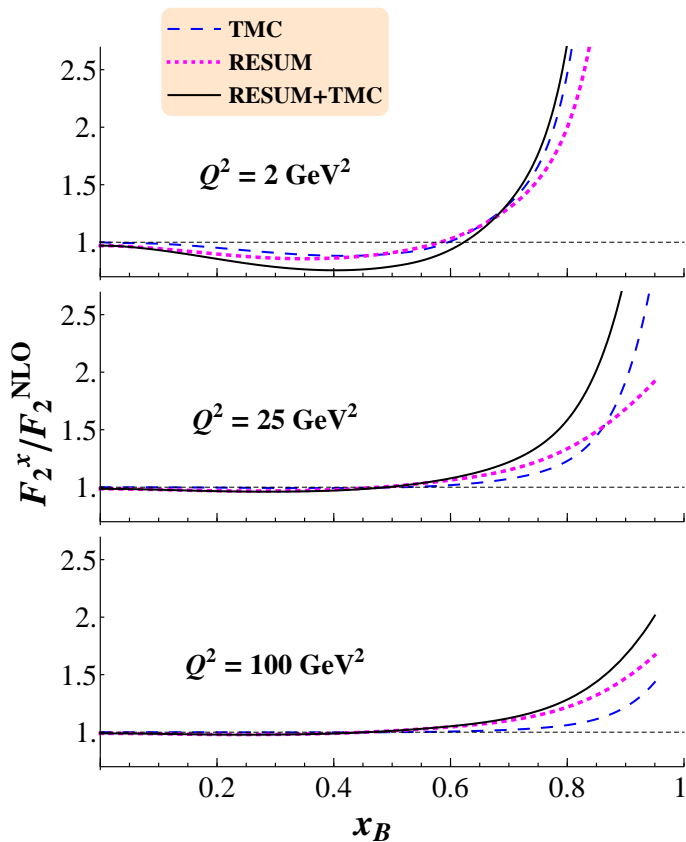 TMC
RESUM
RESUM+TMC
2.5
2.
1.5
1.
Q² = 2 GeV²
2.5
2.
1.5
1.
Q² = 25 GeV²
F₂ˣ/F₂ᴺᴸᴼ
2.5
2.
1.5
1.
Q² = 100 GeV²
0.2 0.4 0.6 0.8 1
x_B